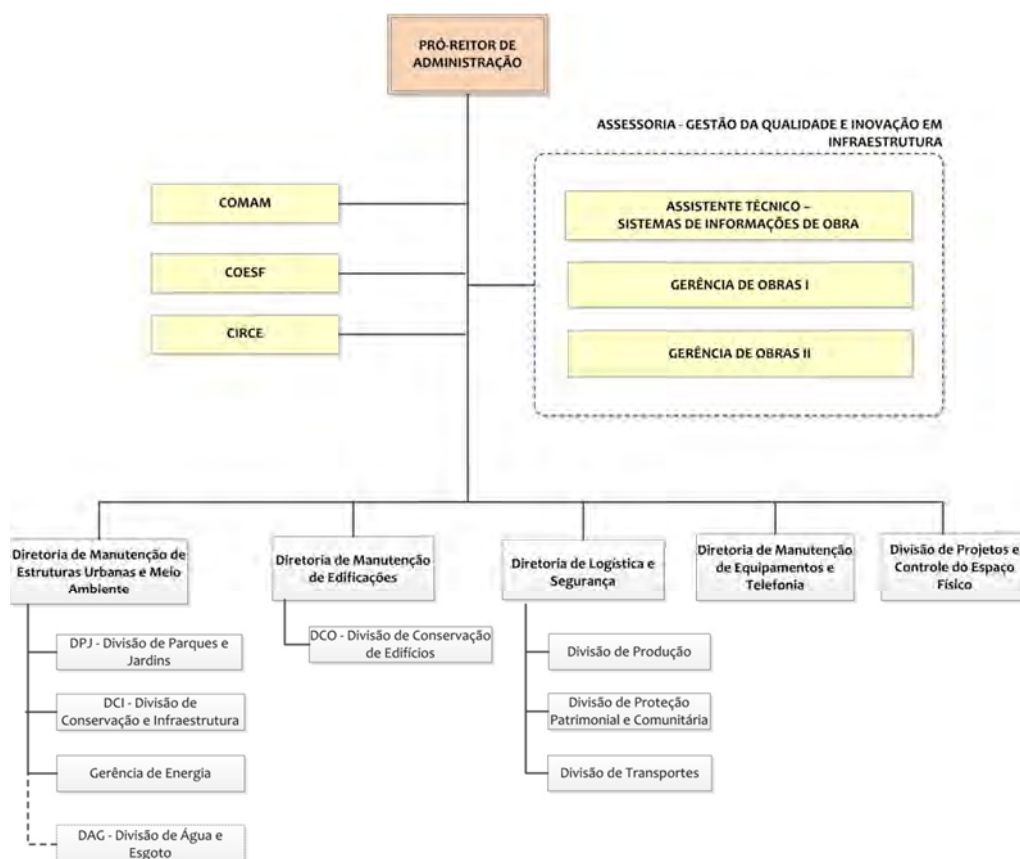 PRÓ-REITOR DE
ADMINISTRAÇÃO
ASSESSORIA - GESTÃO DA QUALIDADE E INOVAÇÃO EM
INFRAESTRUTURA
COMAM
COESF
CIRCE
ASSISTENTE TÉCNICO –
SISTEMAS DE INFORMAÇÕES DE OBRA
GERÊNCIA DE OBRAS I
GERÊNCIA DE OBRAS II
Diretoria de Manutenção de
Estruturas Urbanas e Meio
Ambiente
DPJ - Divisão de Parques e
Jardins
DCI - Divisão de
Conservação e Infraestrutura
Gerência de Energia
DAG - Divisão de Água e
Esgoto
Diretoria de Manutenção
de Edificações
DCO - Divisão de Conservação
de Edifícios
Diretoria de Logística e
Segurança
Divisão de Produção
Divisão de Proteção
Patrimonial e Comunitária
Divisão de Transportes
Diretoria de Manutenção
de Equipamentos e
Telefonia
Divisão de Projetos e
Controle do Espaço
Físico